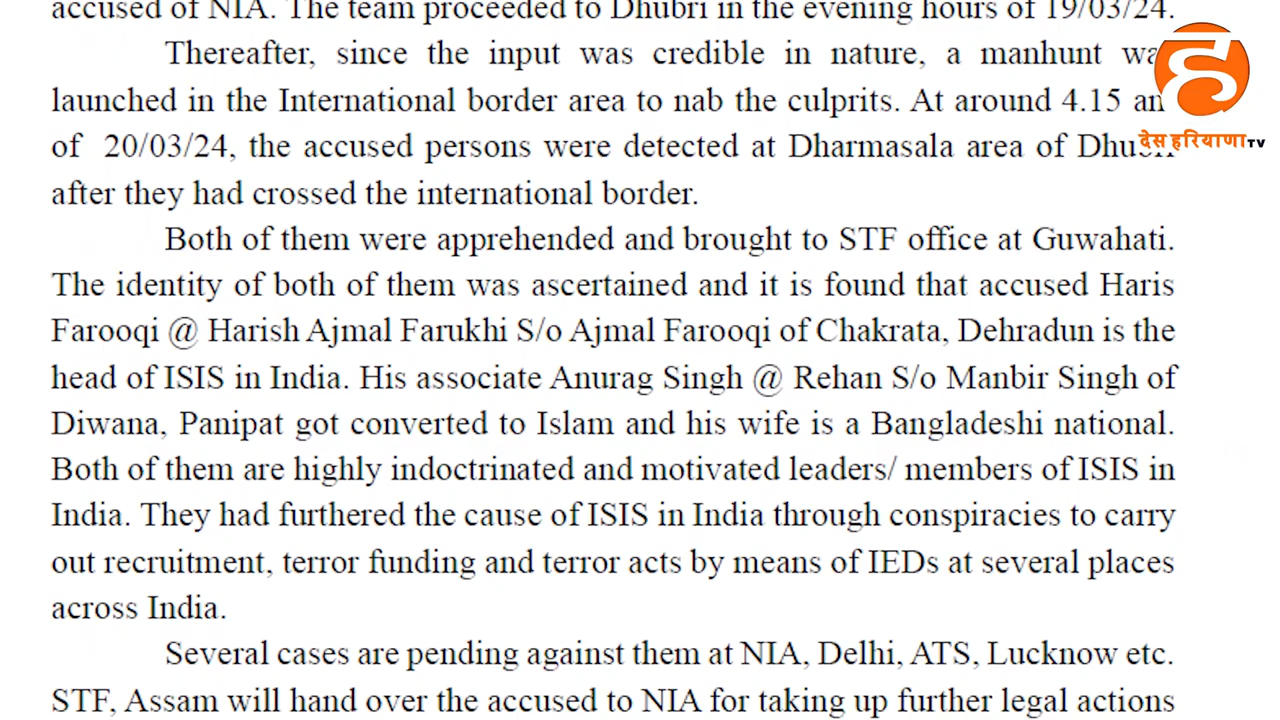 accused of NIA. The team proceeded to Dhubri in the evening hours of 19/03/24.
Thereafter, since the input was credible in nature, a manhunt
launched in the International border area to nab the culprits. At around 4.15
of 20/03/24, the accused persons were detected at Dharmasala area of
after they had crossed the international border.
Both of them were apprehended and brought to STF office at Guwahati.
The identity of both of them was ascertained and it is found that accused Haris
Farooqi @ Harish Ajmal Farukhi S/o Ajmal Farooqi of Chakrata, Dehradun is the
head of ISIS in India. His associate Anurag Singh @ Rehan S/o Manbir Singh of
Diwana, Panipat got converted to Islam and his wife is a Bangladeshi national.
Both of them are highly indoctrinated and motivated leaders/ members of ISIS in
India. They had furthered the cause of ISIS in India through conspiracies to carry
out recruitment, terror funding and terror acts by means of IEDs at several places
across India.
Several cases are pending against them at NIA, Delhi, ATS, Lucknow etc.
STF, Assam will hand over the accused to NIA for taking up further legal actions
ह
देस हरियाणा TV